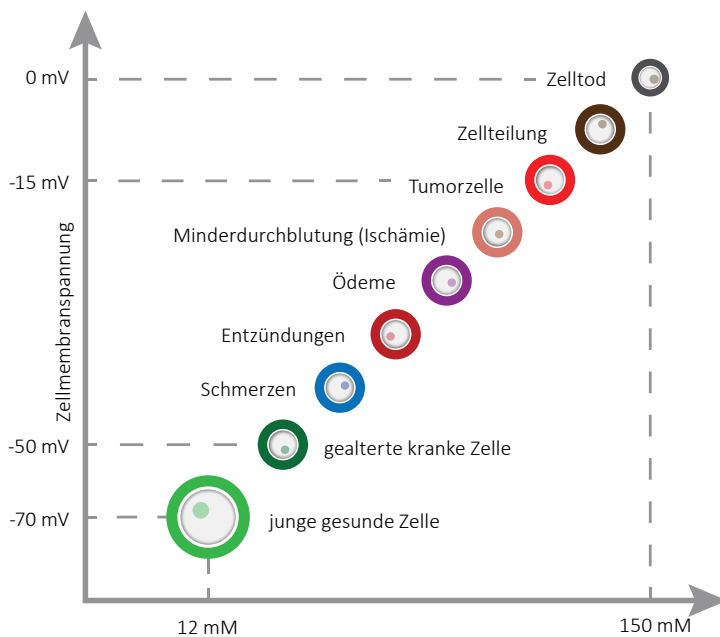 0 mV
Zelltod
Zellteilung
-15 mV
Tumorzelle
Minderdurchblutung (Ischämie)
Zellmembranspannung
Ödeme
Entzündungen
Schmerzen
-50 mV
gealterte kranke Zelle
-70 mV
junge gesunde Zelle
12 mM
150 mM